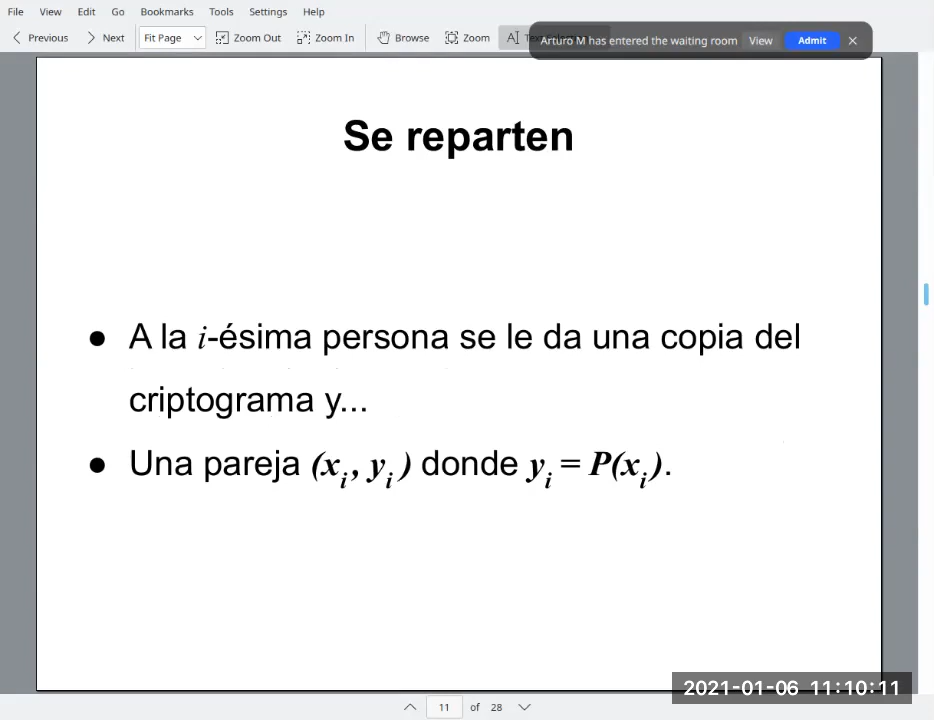 File View Edit Go Bookmarks Tools Settings Help
Previous Next Fit Page Zoom Out Zoom In Browse Zoom
Arturo M has entered the waiting room View Admit
Se reparten
● A la i-ésima persona se le da una copia del
criptograma y...
● Una pareja (xᵢ, yᵢ) donde yᵢ = P(xᵢ).
2021-01-06 11:10:11
11 of 28